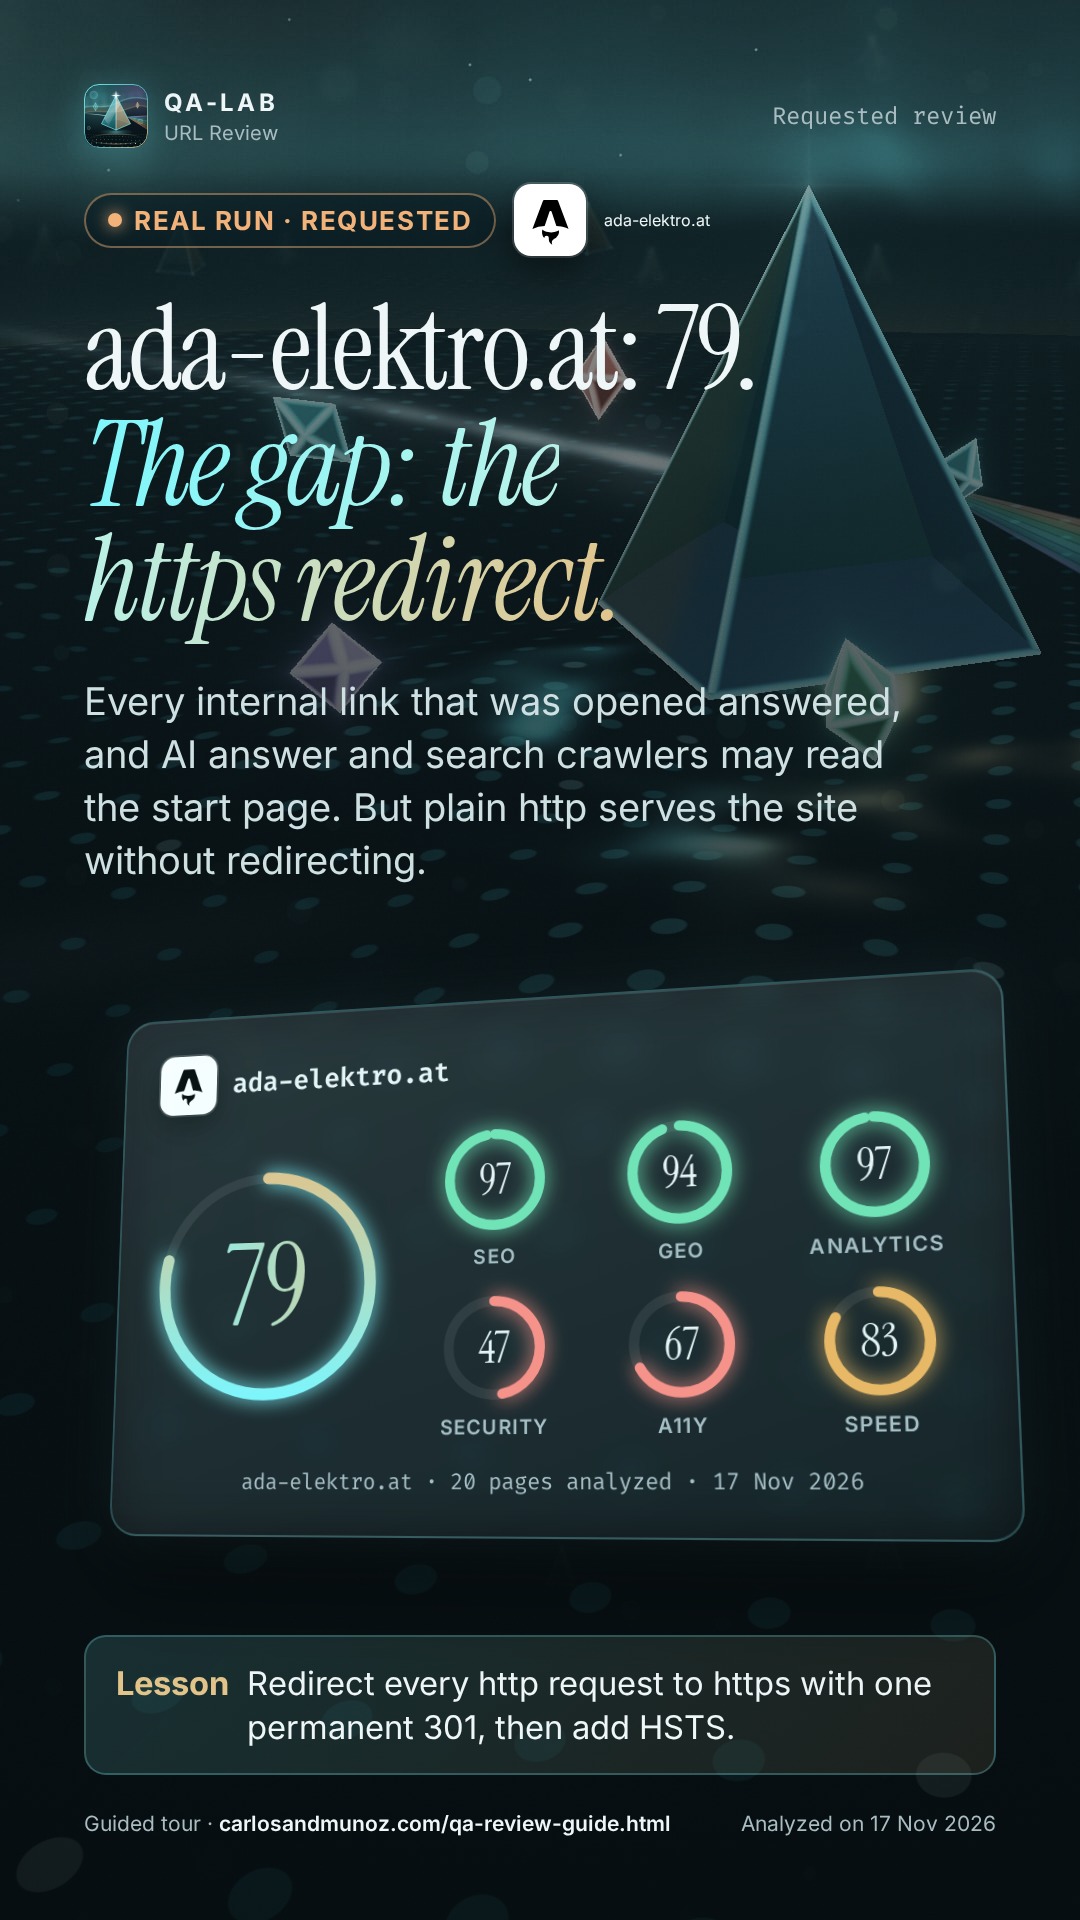 QA-LAB
URL Review
Requested review
REAL RUN · REQUESTED
ada-elektro.at
ada-elektro.at: 79.
The gap: the
https redirect.
Every internal link that was opened answered,
and AI answer and search crawlers may read
the start page. But plain http serves the site
without redirecting.
ada-elektro.at
79
97
SEO
94
GEO
97
ANALYTICS
47
SECURITY
67
A11Y
83
SPEED
ada-elektro.at · 20 pages analyzed · 17 Nov 2026
Lesson Redirect every http request to https with one
permanent 301, then add HSTS.
Guided tour · carlosandmunoz.com/qa-review-guide.html
Analyzed on 17 Nov 2026